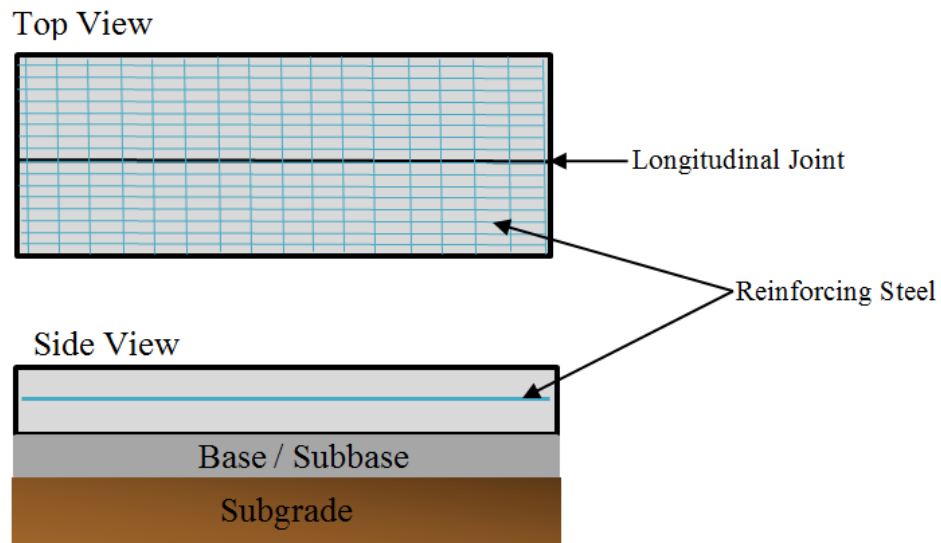 Top View
Longitudinal Joint
Reinforcing Steel
Side View
Base / Subbase
Subgrade